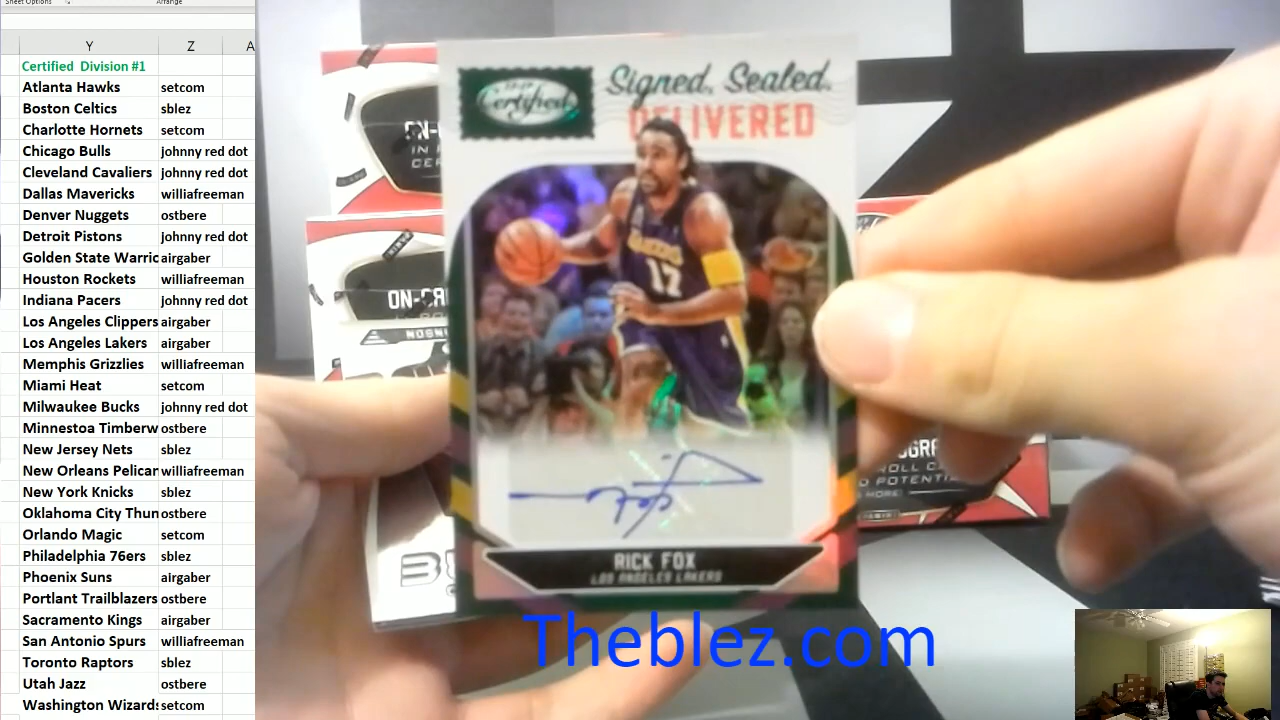 Sheet Options
Arrange
Y Z A
Certified Division #1
Atlanta Hawks setcom
Boston Celtics sblez
Charlotte Hornets setcom
Chicago Bulls johnny red dot
Cleveland Cavaliers johnny red dot
Dallas Mavericks williafreeman
Denver Nuggets ostbere
Detroit Pistons johnny red dot
Golden State Warric airgaber
Houston Rockets williafreeman
Indiana Pacers johnny red dot
Los Angeles Clippers airgaber
Los Angeles Lakers airgaber
Memphis Grizzlies williafreeman
Miami Heat setcom
Milwaukee Bucks johnny red dot
Minnestoa Timberw ostbere
New Jersey Nets sblez
New Orleans Pelicar williafreeman
New York Knicks sblez
Oklahoma City Thun ostbere
Orlando Magic setcom
Philadelphia 76ers sblez
Phoenix Suns airgaber
Portlant Trailblazers ostbere
Sacramento Kings airgaber
San Antonio Spurs williafreeman
Toronto Raptors sblez
Utah Jazz ostbere
Washington Wizards setcom
Certified
Signed. Sealed.
DELIVERED
LAKERS
17
RICK FOX
LOS ANGELES LAKERS
Theblez.com